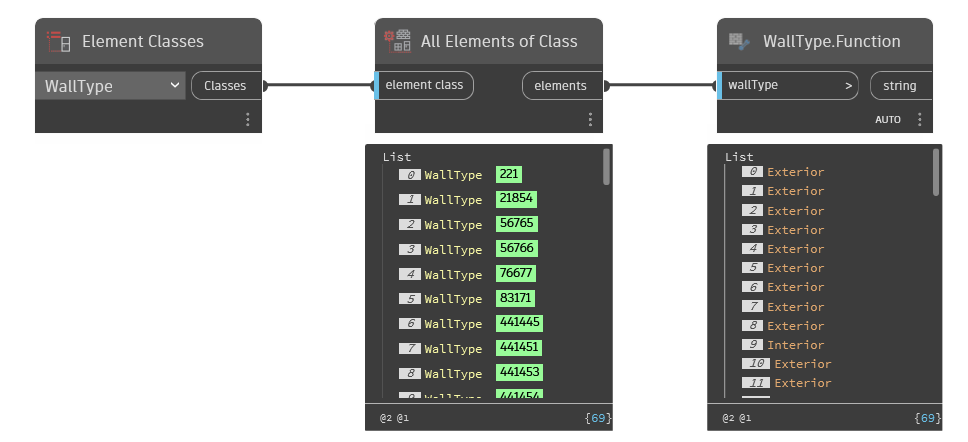 Element Classes
WallType
Classes
All Elements of Class
element class
elements
WallType.Function
wallType
>
string
AUTO
List
0 WallType 221
1 WallType 21854
2 WallType 56765
3 WallType 56766
4 WallType 76677
5 WallType 83171
6 WallType 441445
7 WallType 441451
8 WallType 441453
9 WallType 441454
@2 @1
{69}
List
0 Exterior
1 Exterior
2 Exterior
3 Exterior
4 Exterior
5 Exterior
6 Exterior
7 Exterior
8 Exterior
9 Interior
10 Exterior
11 Exterior
@2 @1
{69}